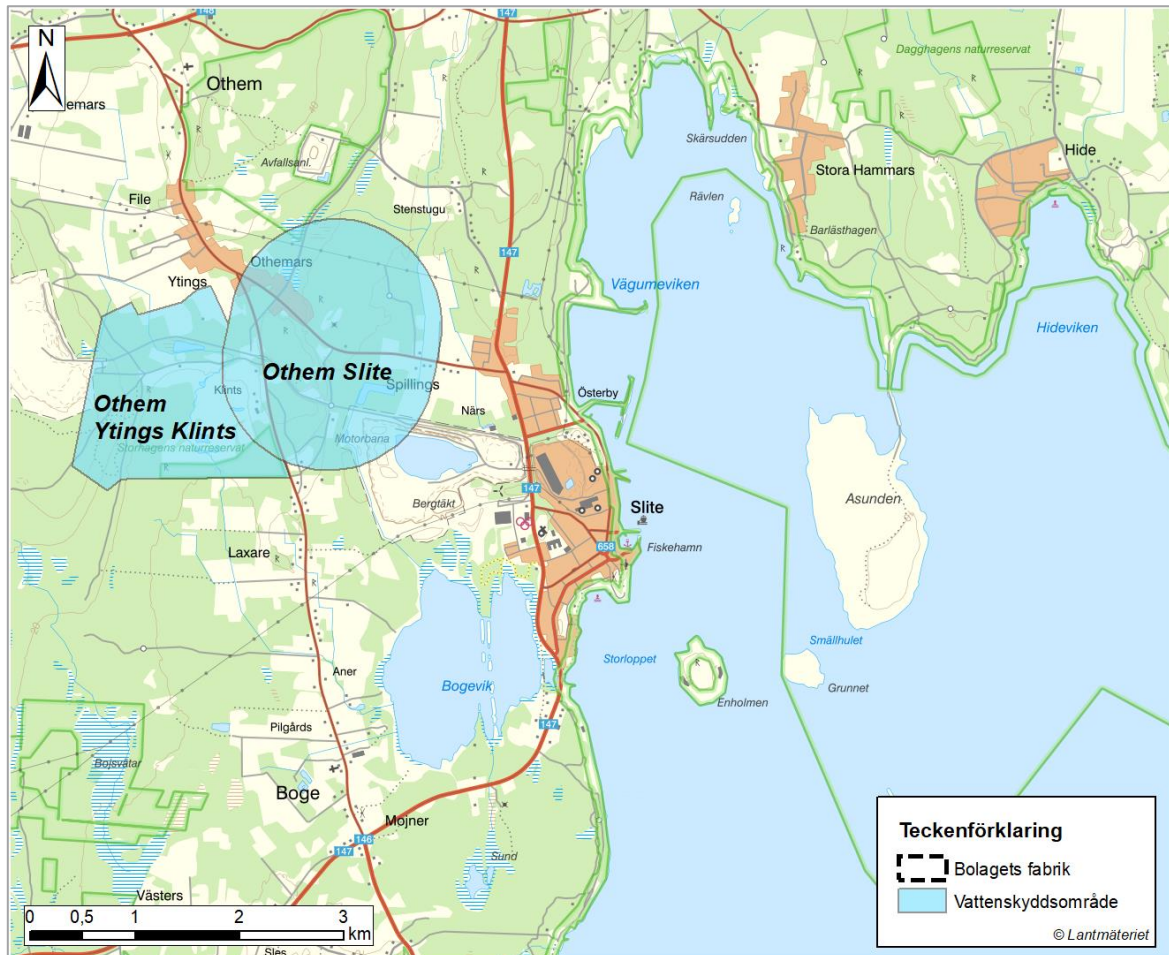 148
147
N
Othem
emars
Avfallsanl.
File
Stenstugu
147
Othemars
Ytings
Othem Slite
Klints
Spillings
Othem
Ytings Klints
Storhagens naturreservat
Motorbana
Närs
Bergtäkt
147
Laxare
Dagghagens naturreservat
Skärsudden
Hide
Stora Hammars
Rävlen
Barlästhagen
Vägumeviken
Hideviken
Österby
Slite
Asunden
658
Fiskehamn
Smällhulet
Storloppet
Grunnet
Enholmen
Aner
Bogevik
Pilgårds
147
Bojsvätar
Boge
Mojner
146
147
Sund
Västers
Sles
0 0,5 1 2 3
km
Teckenförklaring
Bolagets fabrik
Vattenskyddsområde
© Lantmäteriet